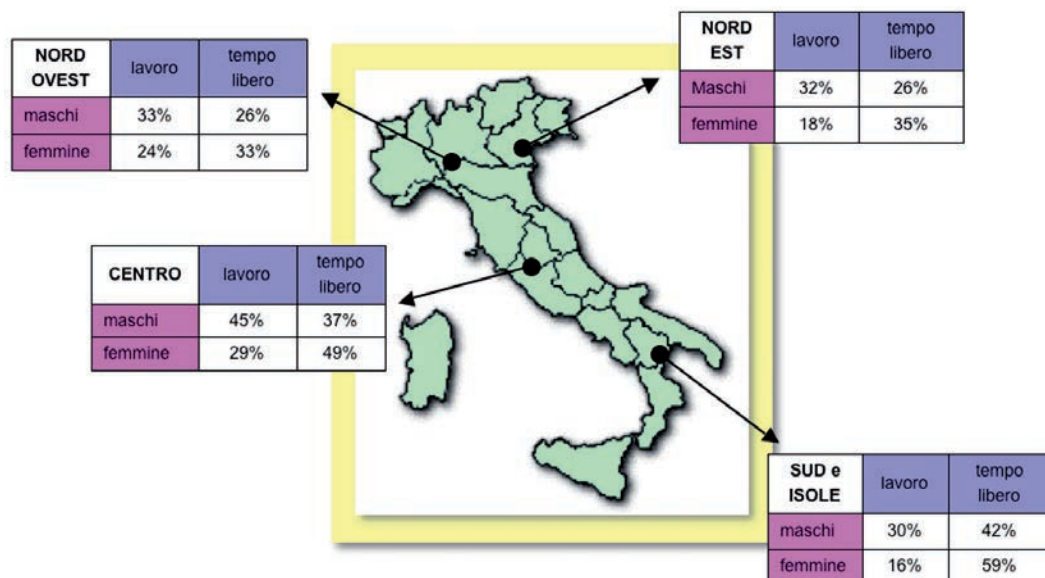 NORD OVEST lavoro tempo libero
maschi 33% 26%
femmine 24% 33%
NORD EST lavoro tempo libero
Maschi 32% 26%
femmine 18% 35%
CENTRO lavoro tempo libero
maschi 45% 37%
femmine 29% 49%
SUD e ISOLE lavoro tempo libero
maschi 30% 42%
femmine 16% 59%